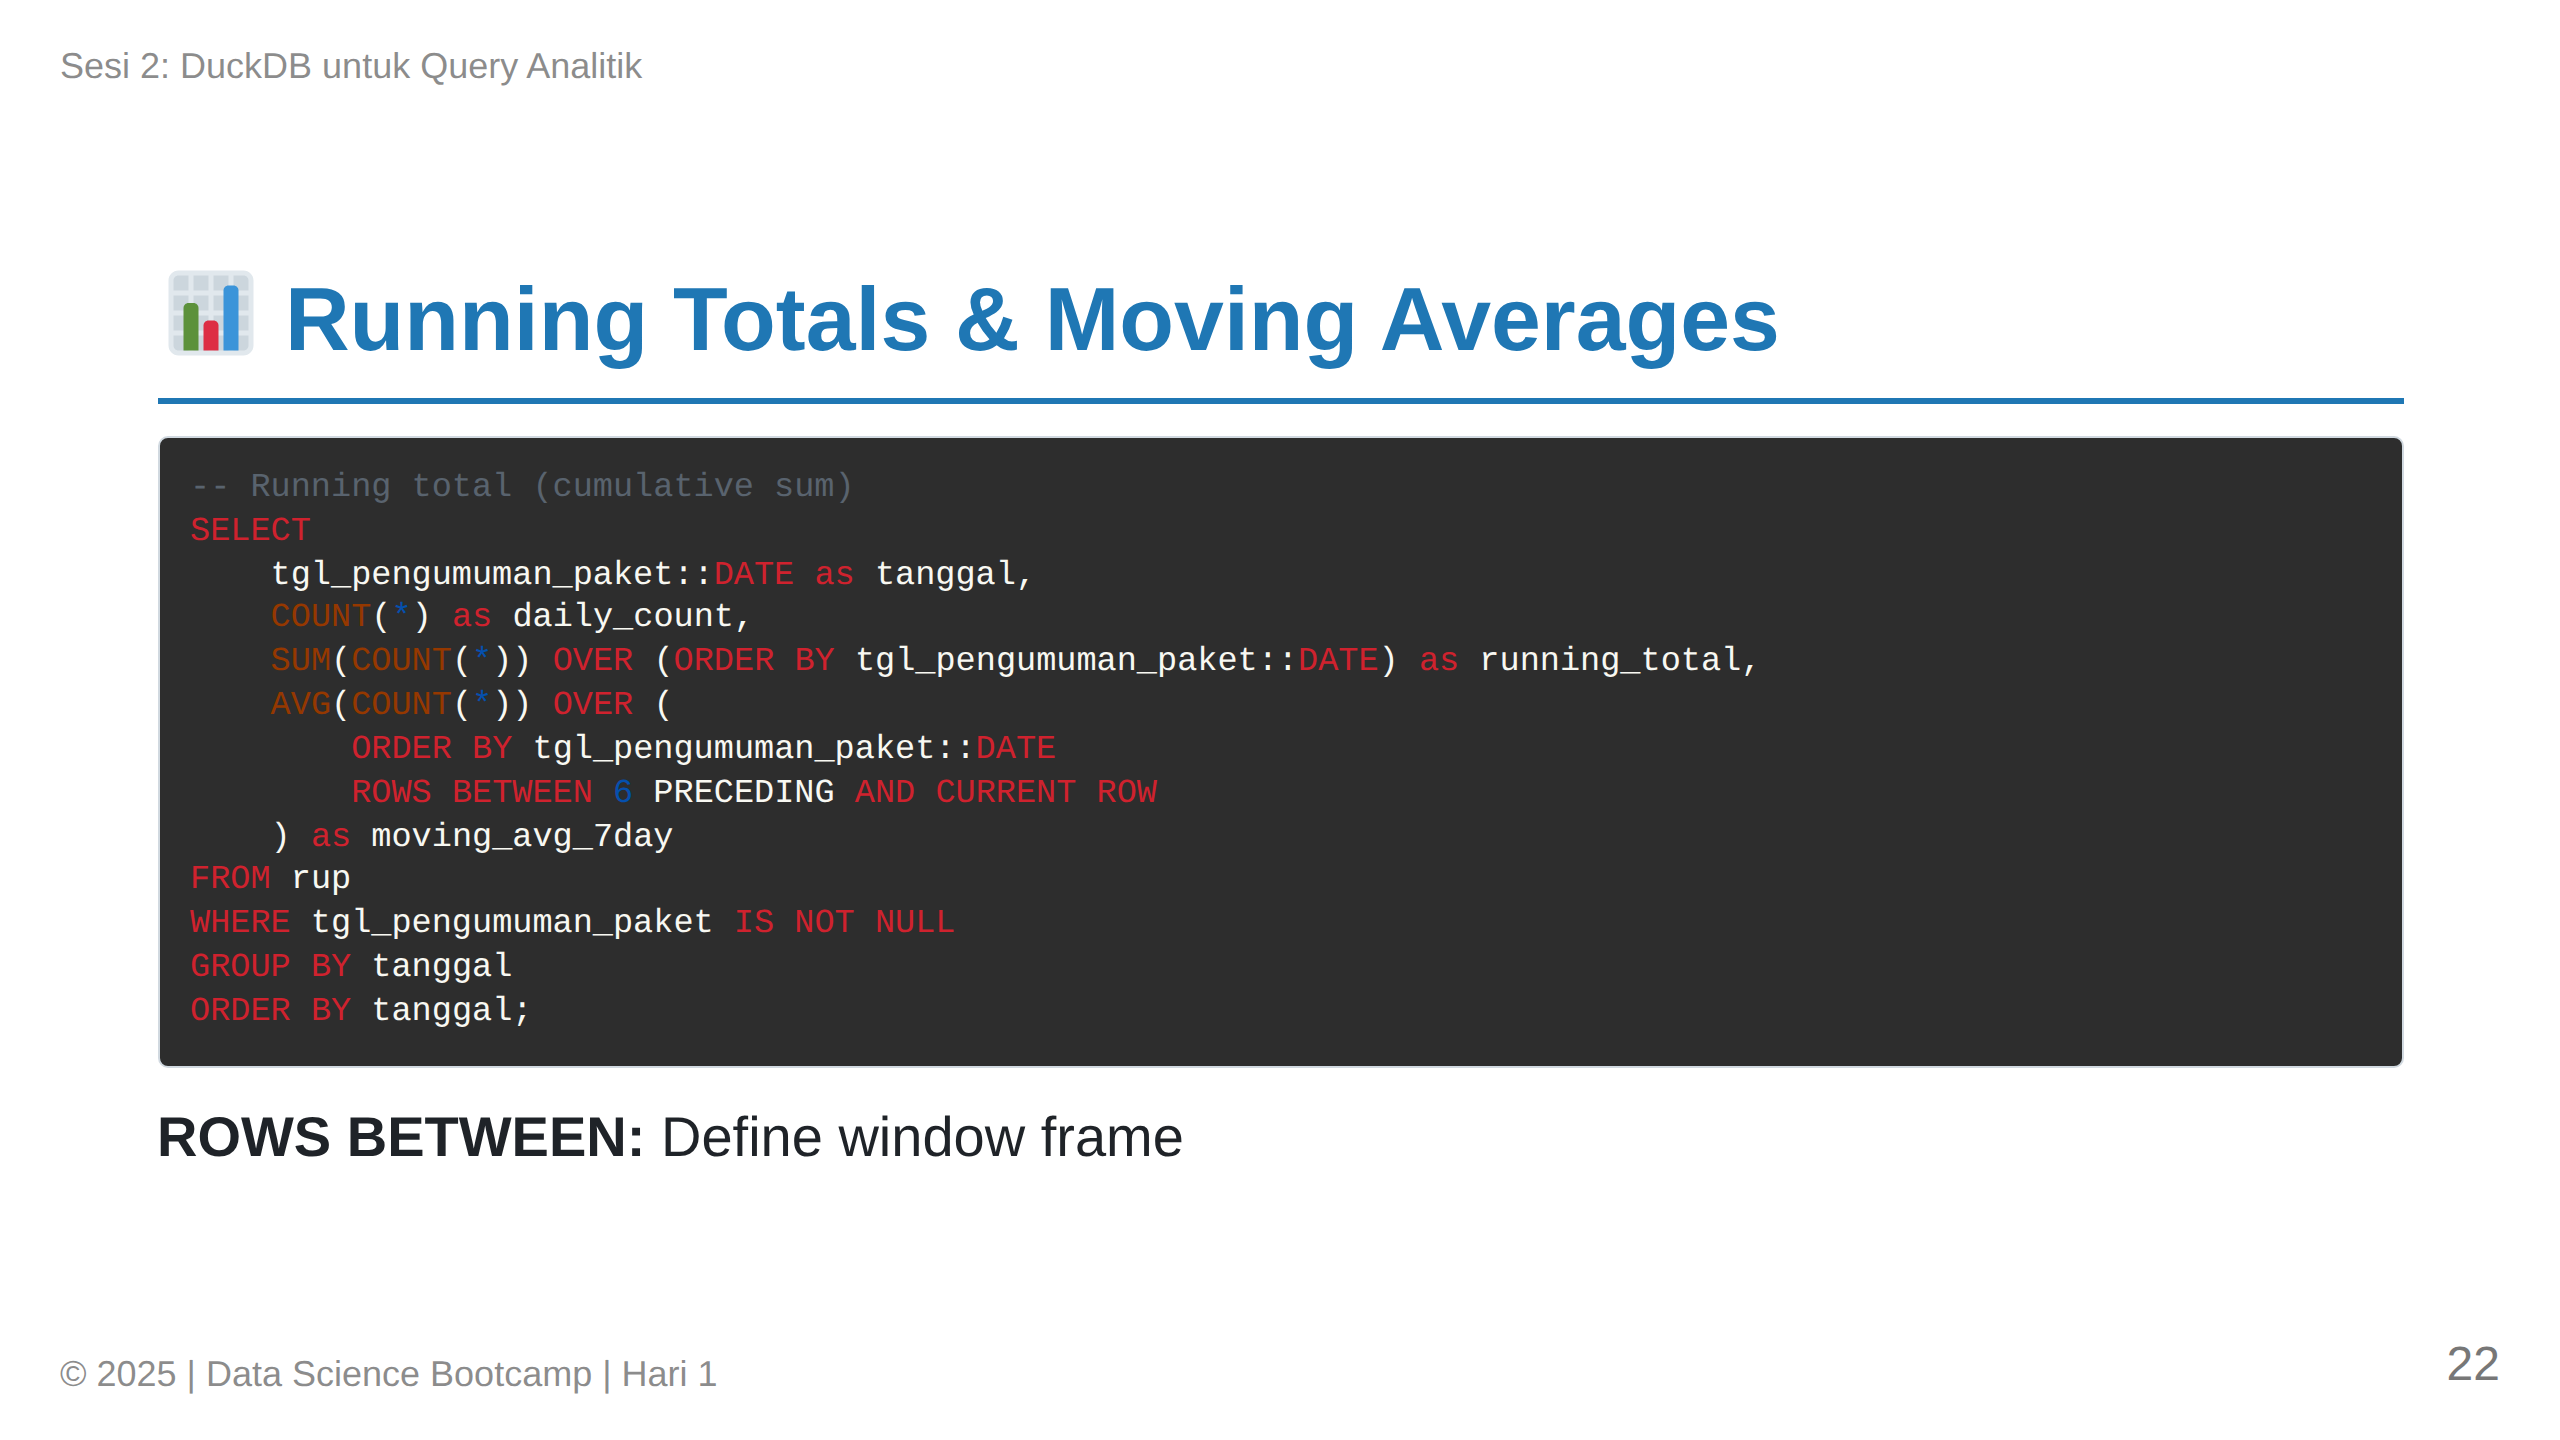 Sesi 2: DuckDB untuk Query Analitik
Running Totals & Moving Averages
-- Running total (cumulative sum)
SELECT
    tgl_pengumuman_paket::DATE as tanggal,
    COUNT(*) as daily_count,
    SUM(COUNT(*)) OVER (ORDER BY tgl_pengumuman_paket::DATE) as running_total,
    AVG(COUNT(*)) OVER (
        ORDER BY tgl_pengumuman_paket::DATE
        ROWS BETWEEN 6 PRECEDING AND CURRENT ROW
    ) as moving_avg_7day
FROM rup
WHERE tgl_pengumuman_paket IS NOT NULL
GROUP BY tanggal
ORDER BY tanggal;
ROWS BETWEEN: Define window frame
© 2025 | Data Science Bootcamp | Hari 1
22